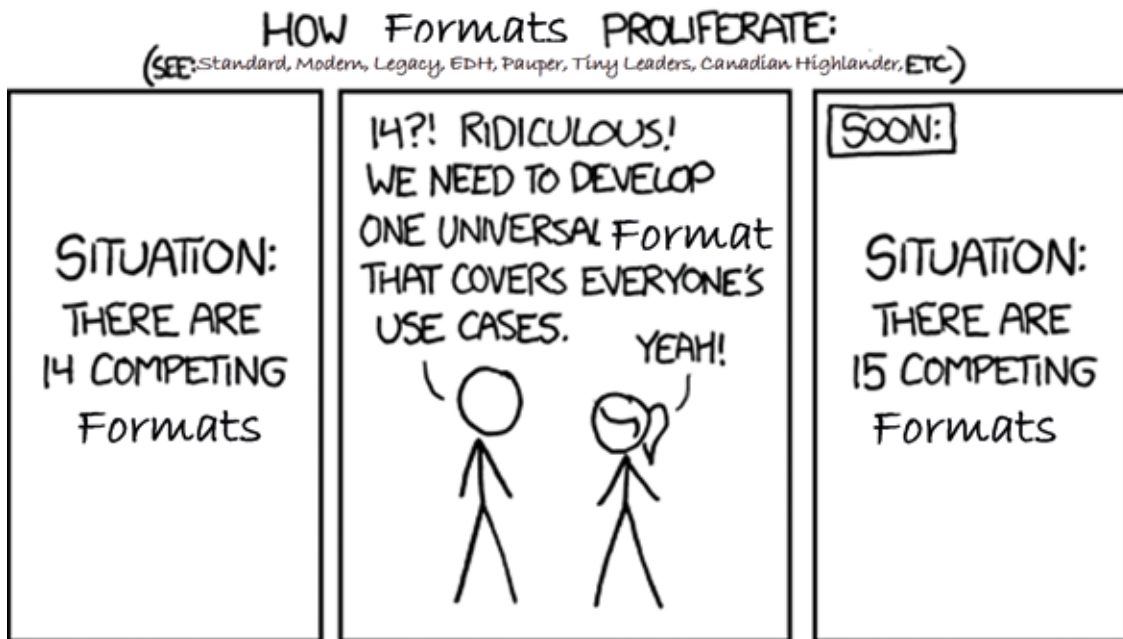 HOW Formats PROLIFERATE:
(SEE: Standard, Modern, Legacy, EDH, Pauper, Tiny Leaders, Canadian Highlander, ETC)
SITUATION:
THERE ARE
14 COMPETING
Formats
14?! RIDICULOUS!
WE NEED TO DEVELOP
ONE UNIVERSAL Format
THAT COVERS EVERYONE'S
USE CASES.
YEAH!
SOON:
SITUATION:
THERE ARE
15 COMPETING
Formats